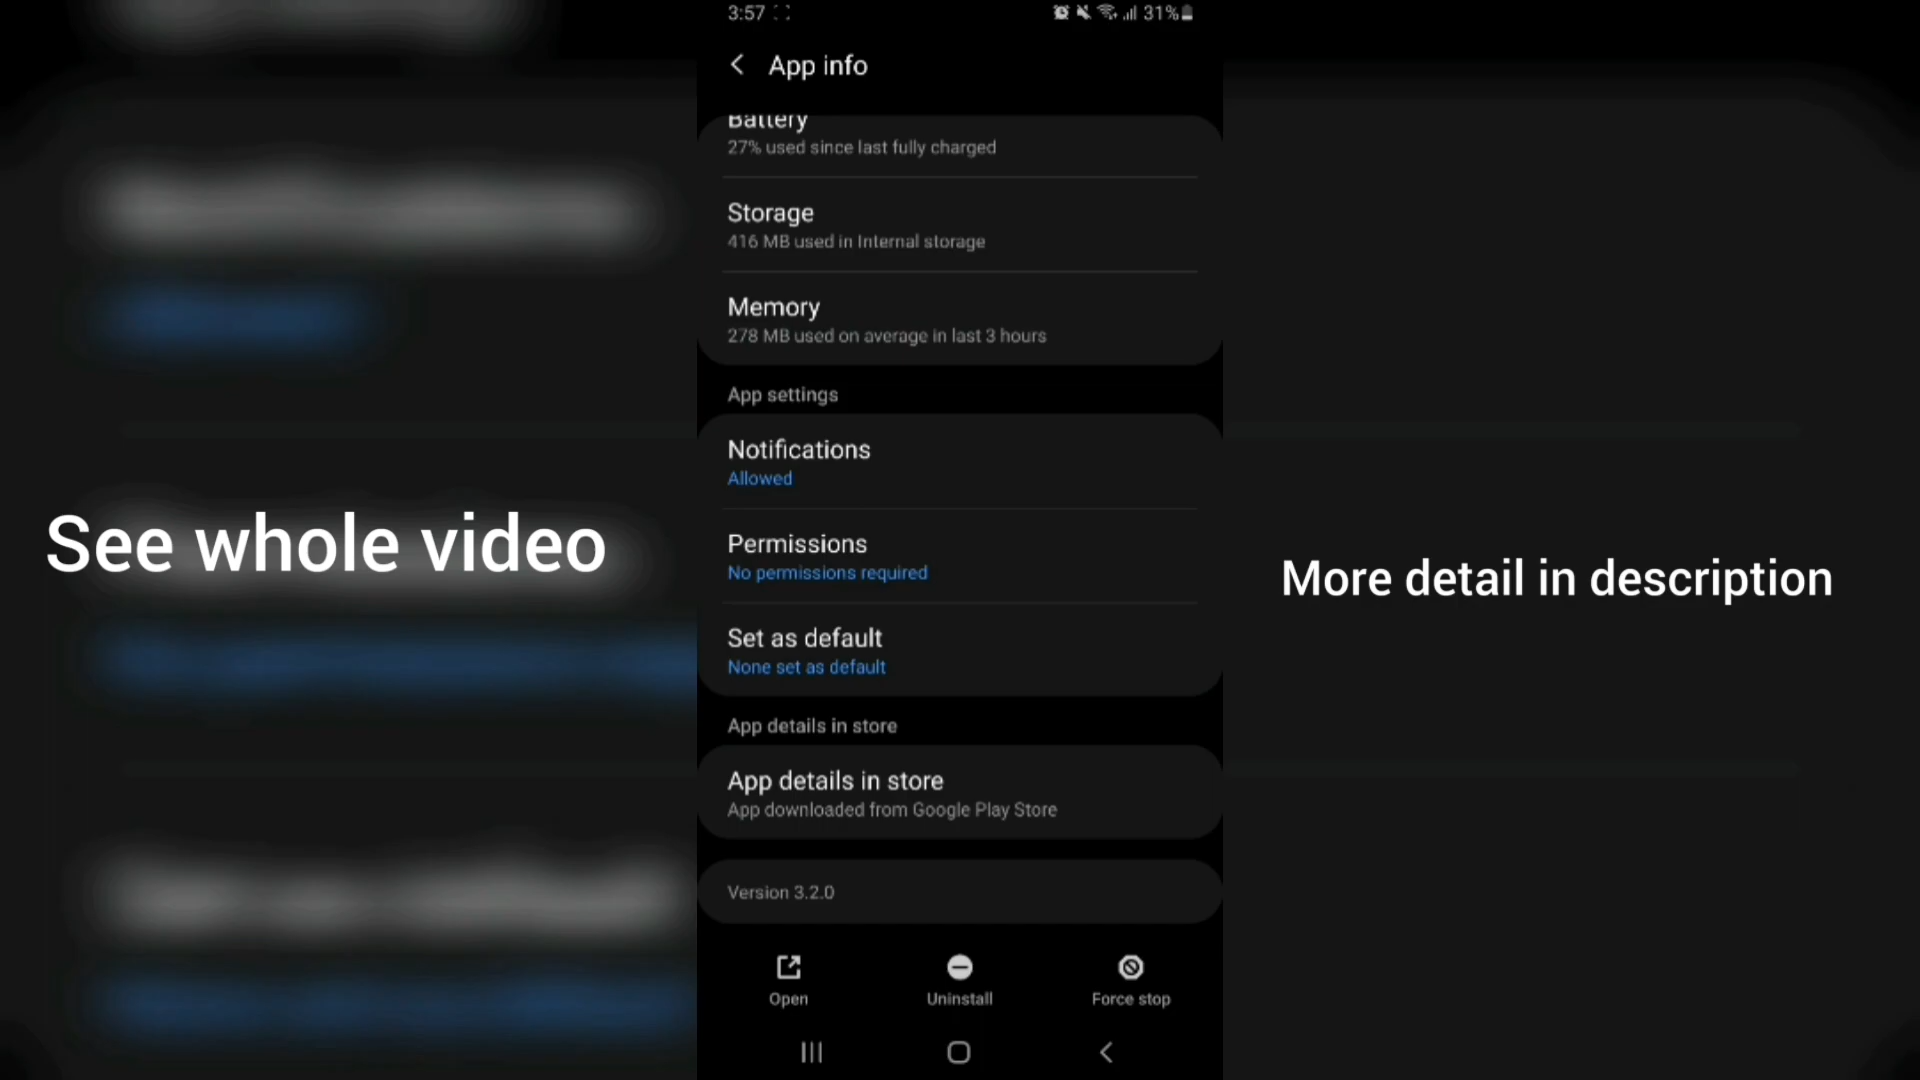 3:57
31%
App info
Battery
27% used since last fully charged
Storage
416 MB used in Internal storage
Memory
278 MB used on average in last 3 hours
App settings
Notifications
Allowed
See whole video
Permissions
No permissions required
More detail in description
Set as default
None set as default
App details in store
App details in store
App downloaded from Google Play Store
Version 3.2.0
Open
Uninstall
Force stop